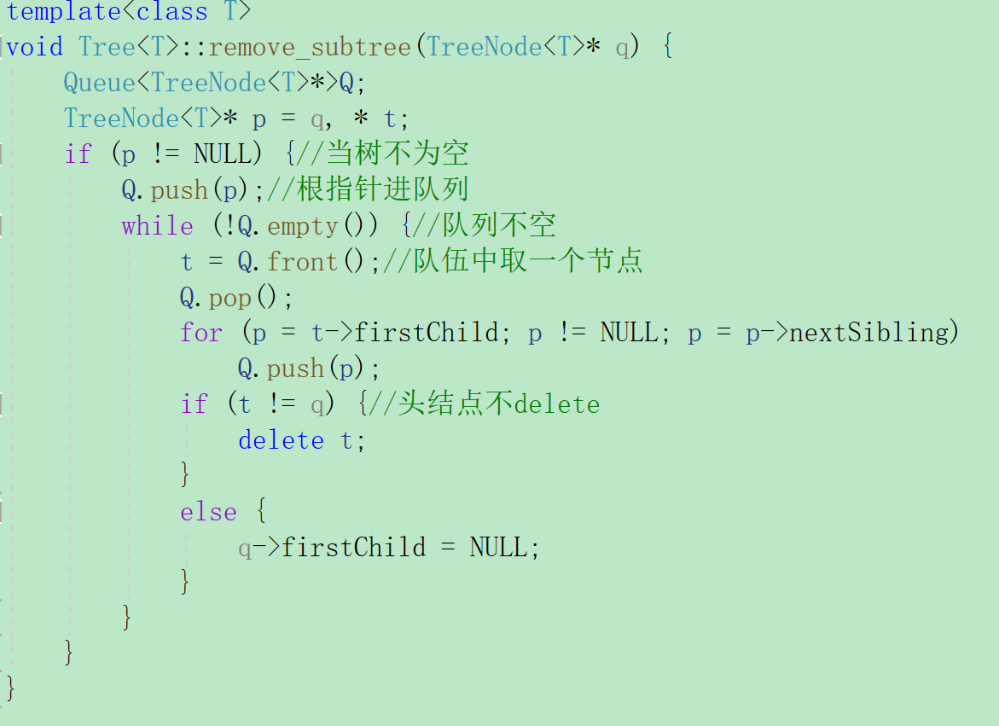 template<class T>
void Tree<T>::remove_subtree(TreeNode<T>* q) {
    Queue<TreeNode<T>*>Q;
    TreeNode<T>* p = q, * t;
    if (p != NULL) {//当树不为空
        Q.push(p);//根指针进队列
        while (!Q.empty()) {//队列不空
            t = Q.front();//队伍中取一个节点
            Q.pop();
            for (p = t->firstChild; p != NULL; p = p->nextSibling)
                Q.push(p);
            if (t != q) {//头结点不delete
                delete t;
            }
            else {
                q->firstChild = NULL;
            }
        }
    }
}